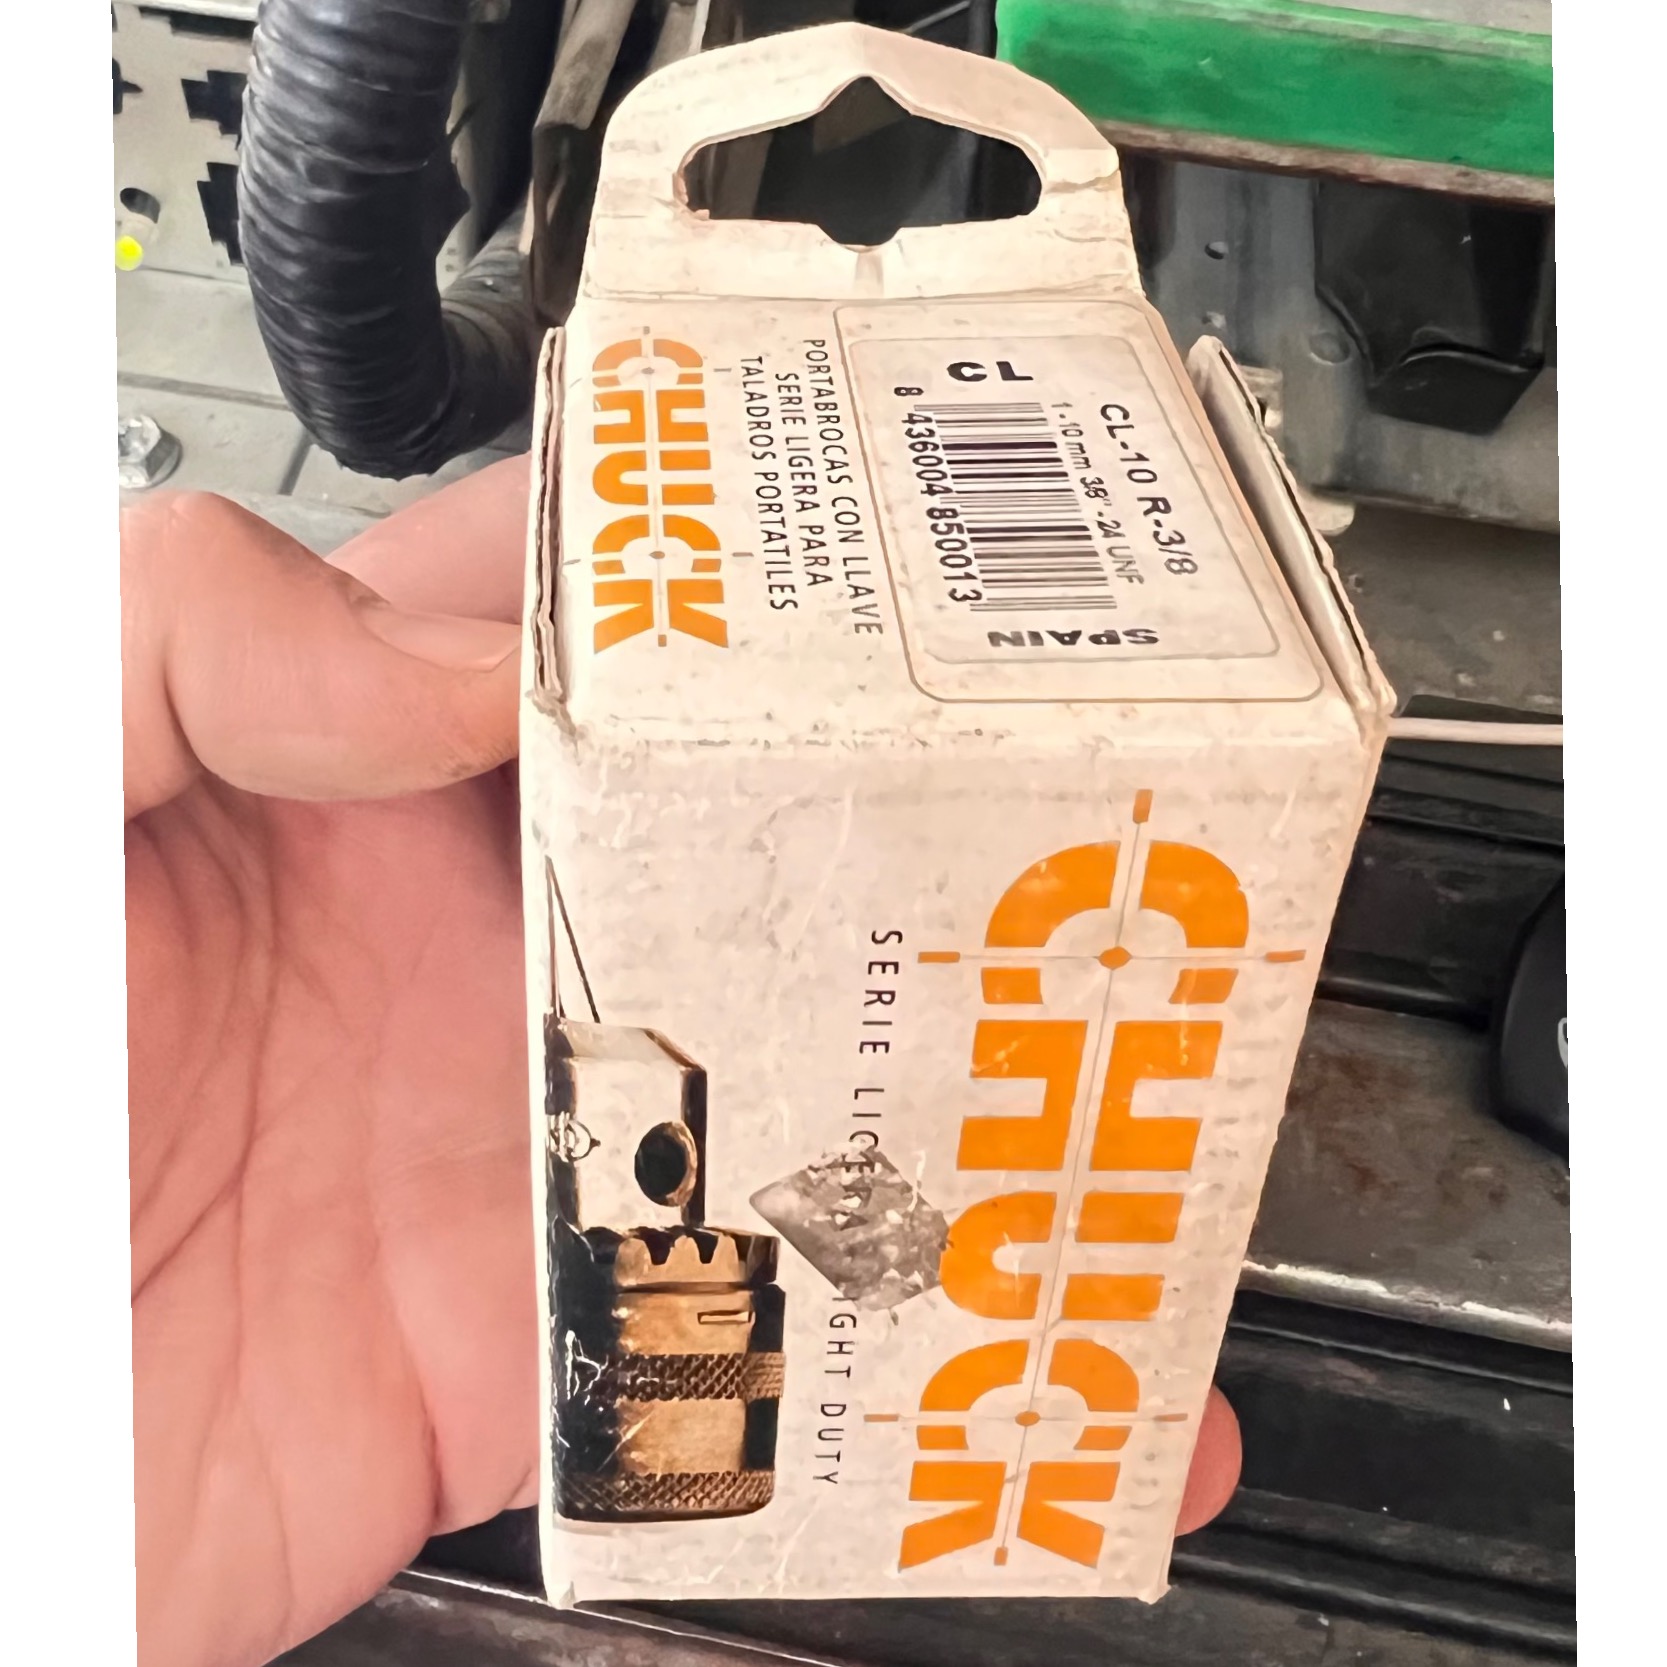 CHUCK
PORTABROCAS CON LLAVE
SERIE LIGERA PARA
TALADROS PORTATILES
CL-10 R-3/8
1-10 mm 3/8"-24 UNF
8 436004 850013
CL
SPAIN
CHUCK
SERIE LIGERA
GHT DUTY